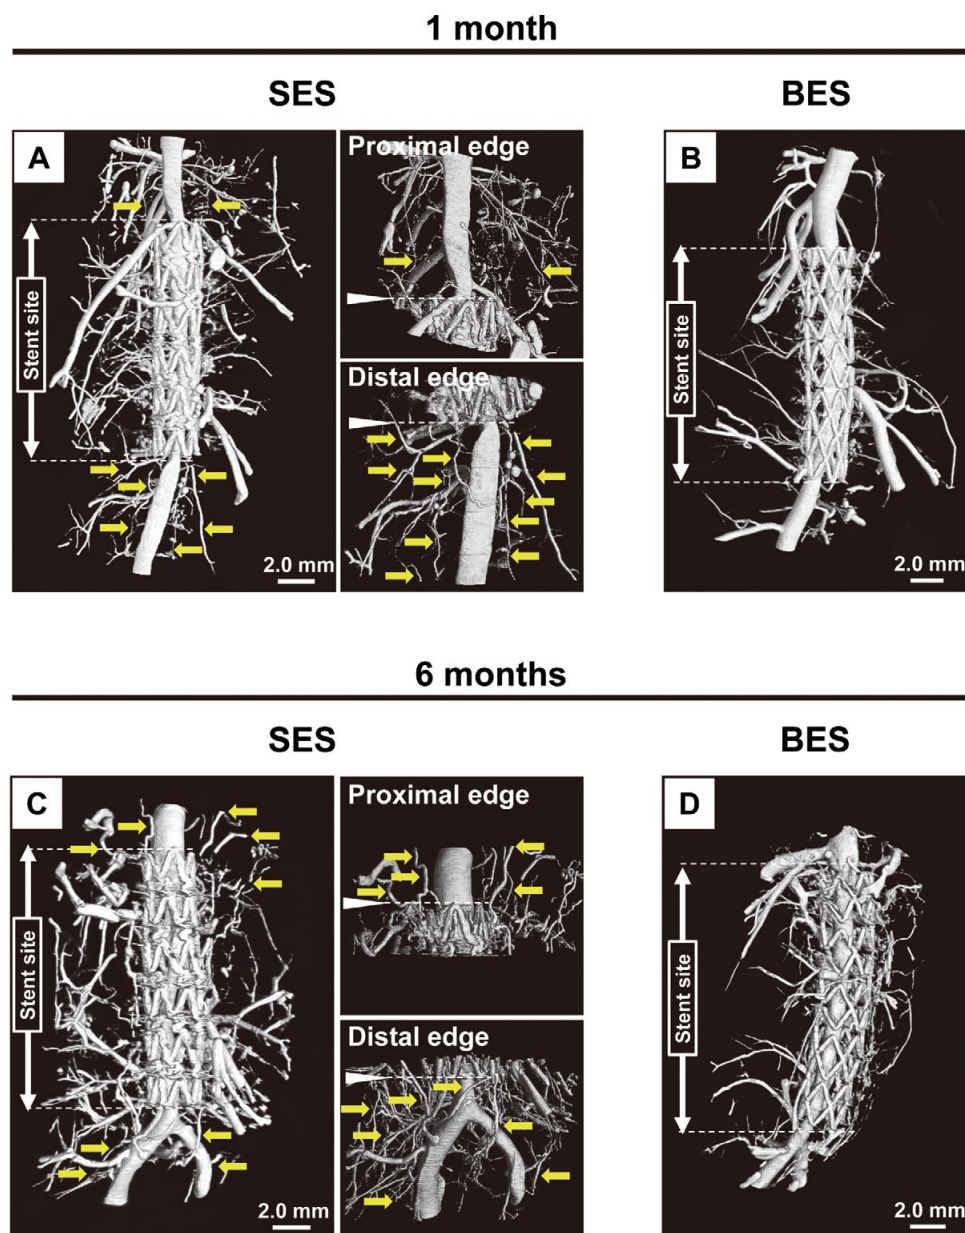 1 month
SES
BES
A
Proximal edge
B
Stent site
Stent site
Distal edge
2.0 mm
2.0 mm
6 months
SES
BES
C
Proximal edge
D
Stent site
Stent site
Distal edge
2.0 mm
2.0 mm